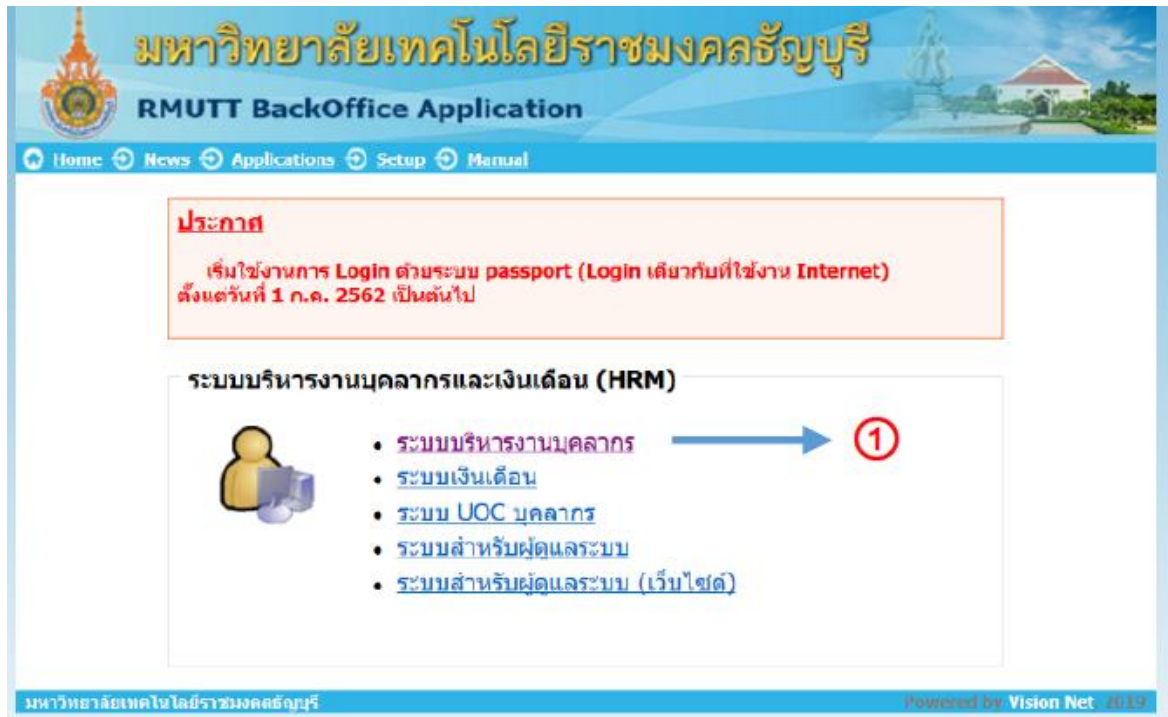 มหาวิทยาลัยเทคโนโลยีราชมงคลธัญบุรี
RMUTT BackOffice Application
Home News Applications Setup Manual
ประกาศ
เริ่มใช้งานการ Login ด้วยระบบ passport (Login เดียวกับที่ใช้งาน Internet)
ตั้งแต่วันที่ 1 ก.ค. 2562 เป็นต้นไป
ระบบบริหารงานบุคลากรและเงินเดือน (HRM)
• ระบบบริหารงานบุคลากร 1
• ระบบเงินเดือน
• ระบบ UOC บุคลากร
• ระบบสำหรับผู้ดูแลระบบ
• ระบบสำหรับผู้ดูแลระบบ (เว็บไซต์)
มหาวิทยาลัยเทคโนโลยีราชมงคลธัญบุรี Powered by Vision Net 2019